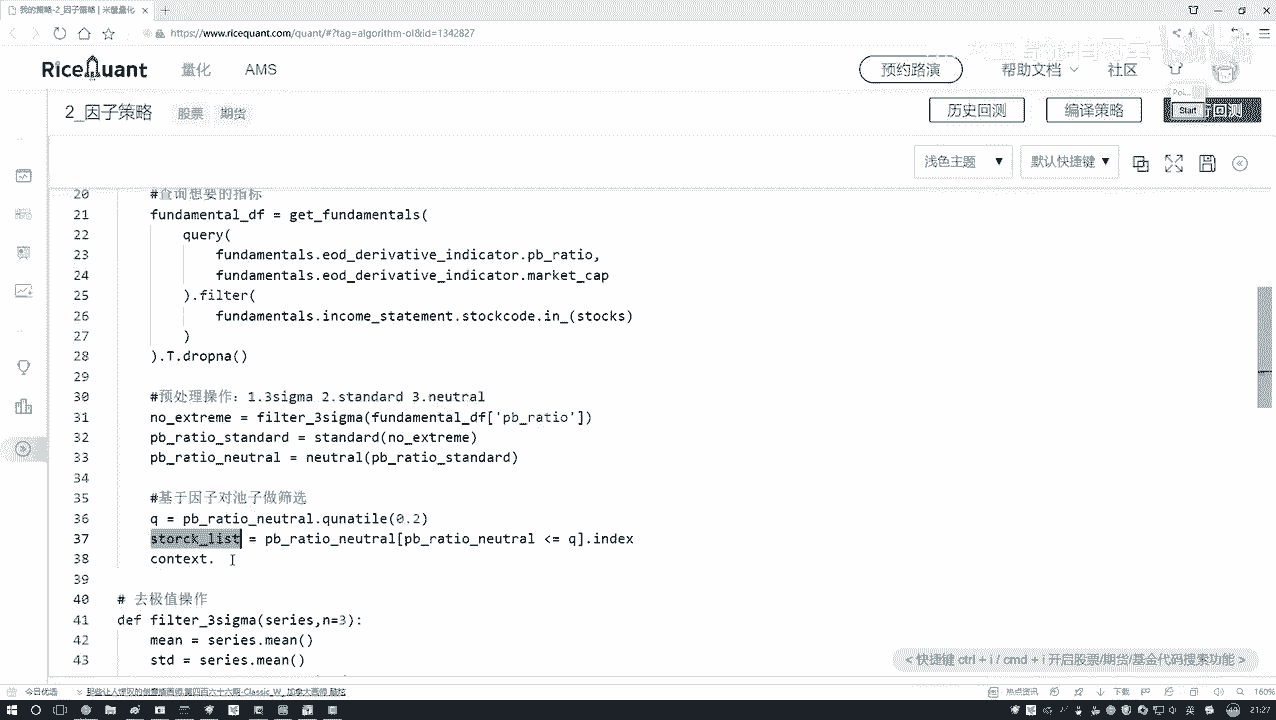 我的策略-2_因子策略 | 米筐量化
https://www.ricequant.com/quant/#?tag=algorithm-ol&id=1342827
RiceQuant 量化 AMS 预约路演 帮助文档 社区
2_因子策略 股票 期货 历史回测 编译策略
Start
浅色主题 ▼ 默认快捷键 ▼
20 #查询想要的指标
21 fundamental_df = get_fundamentals(
22 query(
23 fundamentals.eod_derivative_indicator.pb_ratio,
24 fundamentals.eod_derivative_indicator.market_cap
25 ).filter(
26 fundamentals.income_statement.stockcode.in_(stocks)
27 )
28 ).T.dropna()
29
30 #预处理操作：1.3sigma 2.standard 3.neutral
31 no_extreme = filter_3sigma(fundamental_df['pb_ratio'])
32 pb_ratio_standard = standard(no_extreme)
33 pb_ratio_neutral = neutral(pb_ratio_standard)
34
35 #基于因子对池子做筛选
36 q = pb_ratio_neutral.qunatile(0.2)
37 storck_list = pb_ratio_neutral[pb_ratio_neutral <= q].index
38 context.
39
40 # 去极值操作
41 def filter_3sigma(series,n=3):
42 mean = series.mean()
43 std = series.mean()
< 快捷键 ctrl + i / cmd + i 开启股票/期货/基金代码搜索功能 >
今日优选 热点资讯 下载 160%
21:27